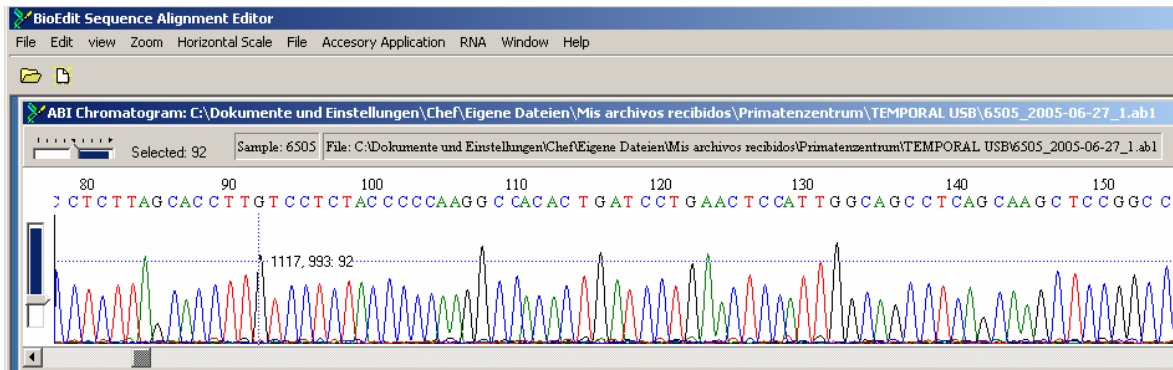 BioEdit Sequence Alignment Editor
File Edit view Zoom Horizontal Scale File Accesory Application RNA Window Help
ABI Chromatogram: C:\Dokumente und Einstellungen\Chef\Eigene Dateien\Mis archivos recibidos\Primatenzentrum\TEMPORAL USB\6505_2005-06-27_1.ab1
Selected: 92 Sample: 6505 File: C:\Dokumente und Einstellungen\Chef\Eigene Dateien\Mis archivos recibidos\Primatenzentrum\TEMPORAL USB\6505_2005-06-27_1.ab1
80 90 100 110 120 130 140 150
C C T C T T A G C A C C T T G T C C T C T A C C C C C A A G G C C A C A C T G A T C C T G A A C T C C A T T G G C A G C C T C A G C A A G C T C C G G C C
1117, 993: 92